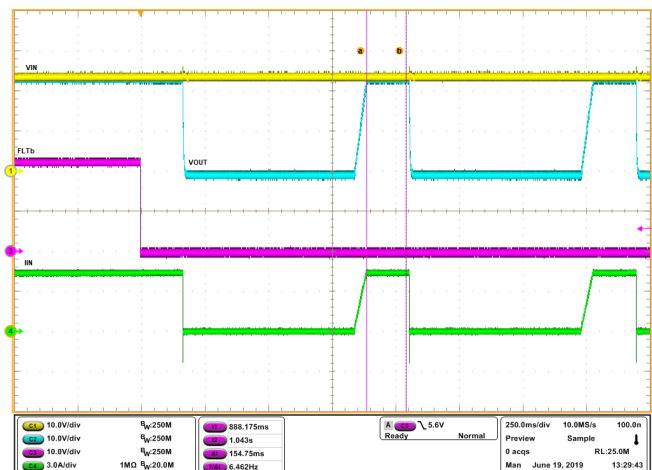 a b
VIN
FLTb
VOUT
1
3
IIN
4
C1 10.0V/div BW:250M
C2 10.0V/div BW:250M
C3 10.0V/div BW:250M
C4 3.0A/div 1MΩ BW:20.0M
t1 888.175ms
t2 1.043s
Δt 154.75ms
1/Δt 6.462Hz
A C3 5.6V
Ready Normal
250.0ms/div 10.0MS/s 100.0n
Preview Sample
0 acqs RL:25.0M
Man June 19, 2019 13:29:43